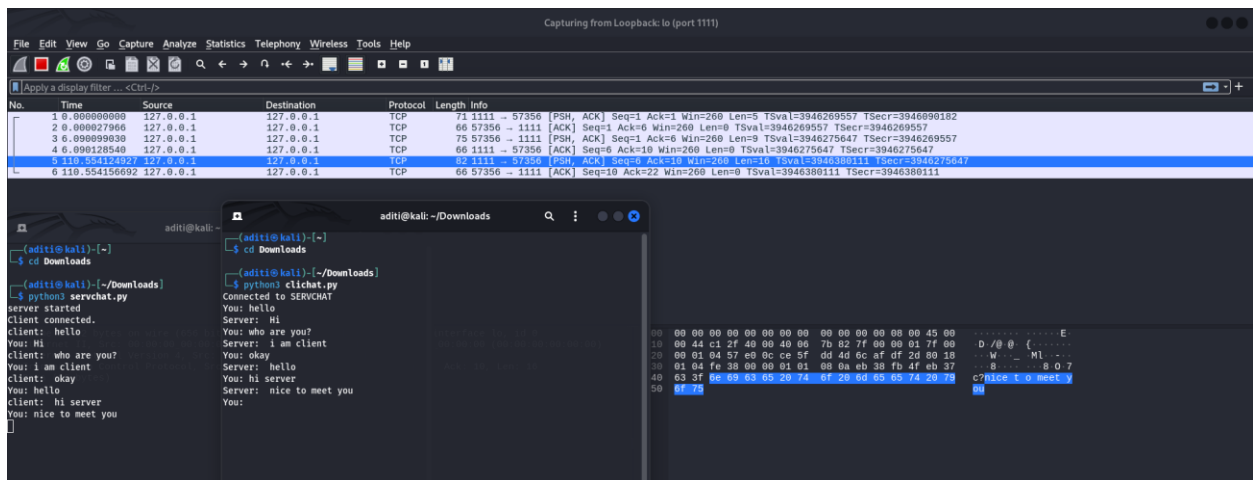 Capturing from Loopback: lo (port 1111)
File Edit View Go Capture Analyze Statistics Telephony Wireless Tools Help
Apply a display filter ... <Ctrl-/>
No. Time Source Destination Protocol Length Info
1 0.000000000 127.0.0.1 127.0.0.1 TCP 71 1111 → 57356 [PSH, ACK] Seq=1 Ack=1 Win=260 Len=5 TSval=3946269557 TSecr=3946090182
2 0.000027966 127.0.0.1 127.0.0.1 TCP 66 57356 → 1111 [ACK] Seq=1 Ack=6 Win=260 Len=0 TSval=3946269557 TSecr=3946269557
3 6.090099030 127.0.0.1 127.0.0.1 TCP 75 57356 → 1111 [PSH, ACK] Seq=1 Ack=6 Win=260 Len=9 TSval=3946275647 TSecr=3946269557
4 6.090128540 127.0.0.1 127.0.0.1 TCP 66 1111 → 57356 [ACK] Seq=6 Ack=10 Win=260 Len=0 TSval=3946275647 TSecr=3946275647
5 110.554124927 127.0.0.1 127.0.0.1 TCP 82 1111 → 57356 [PSH, ACK] Seq=6 Ack=10 Win=260 Len=16 TSval=3946380111 TSecr=3946275647
6 110.554156692 127.0.0.1 127.0.0.1 TCP 66 57356 → 1111 [ACK] Seq=10 Ack=22 Win=260 Len=0 TSval=3946380111 TSecr=3946380111
aditi@kali: ~
(aditi@kali)-[~]
$ cd Downloads
(aditi@kali)-[~/Downloads]
$ python3 servchat.py
server started
Client connected.
client: hello
You: Hi
client: who are you?
You: i am client
client: okay
You: hello
client: hi server
You: nice to meet you
aditi@kali: ~/Downloads
(aditi@kali)-[~]
$ cd Downloads
(aditi@kali)-[~/Downloads]
$ python3 clichat.py
Connected to SERVCHAT
You: hello
Server: Hi
You: who are you?
Server: i am client
You: okay
Server: hello
You: hi server
Server: nice to meet you
You:
00 00 00 00 00 00 00 00 00 00 00 00 08 00 45 00 ·············E·
10 00 44 c1 2f 40 00 40 06 7b 82 7f 00 00 01 7f 00 ·D·/@·@· {·······
20 00 01 04 57 e0 0c ce 5f dd 4d 6c af df 2d 80 18 ···W···_ ·Ml··-··
30 01 04 fe 38 00 00 01 01 08 0a eb 38 fb 4f eb 37 ···8···· ···8·O·7
40 63 3f 6e 69 63 65 20 74 6f 20 6d 65 65 74 20 79 c?nice t o meet y
50 6f 75 ou